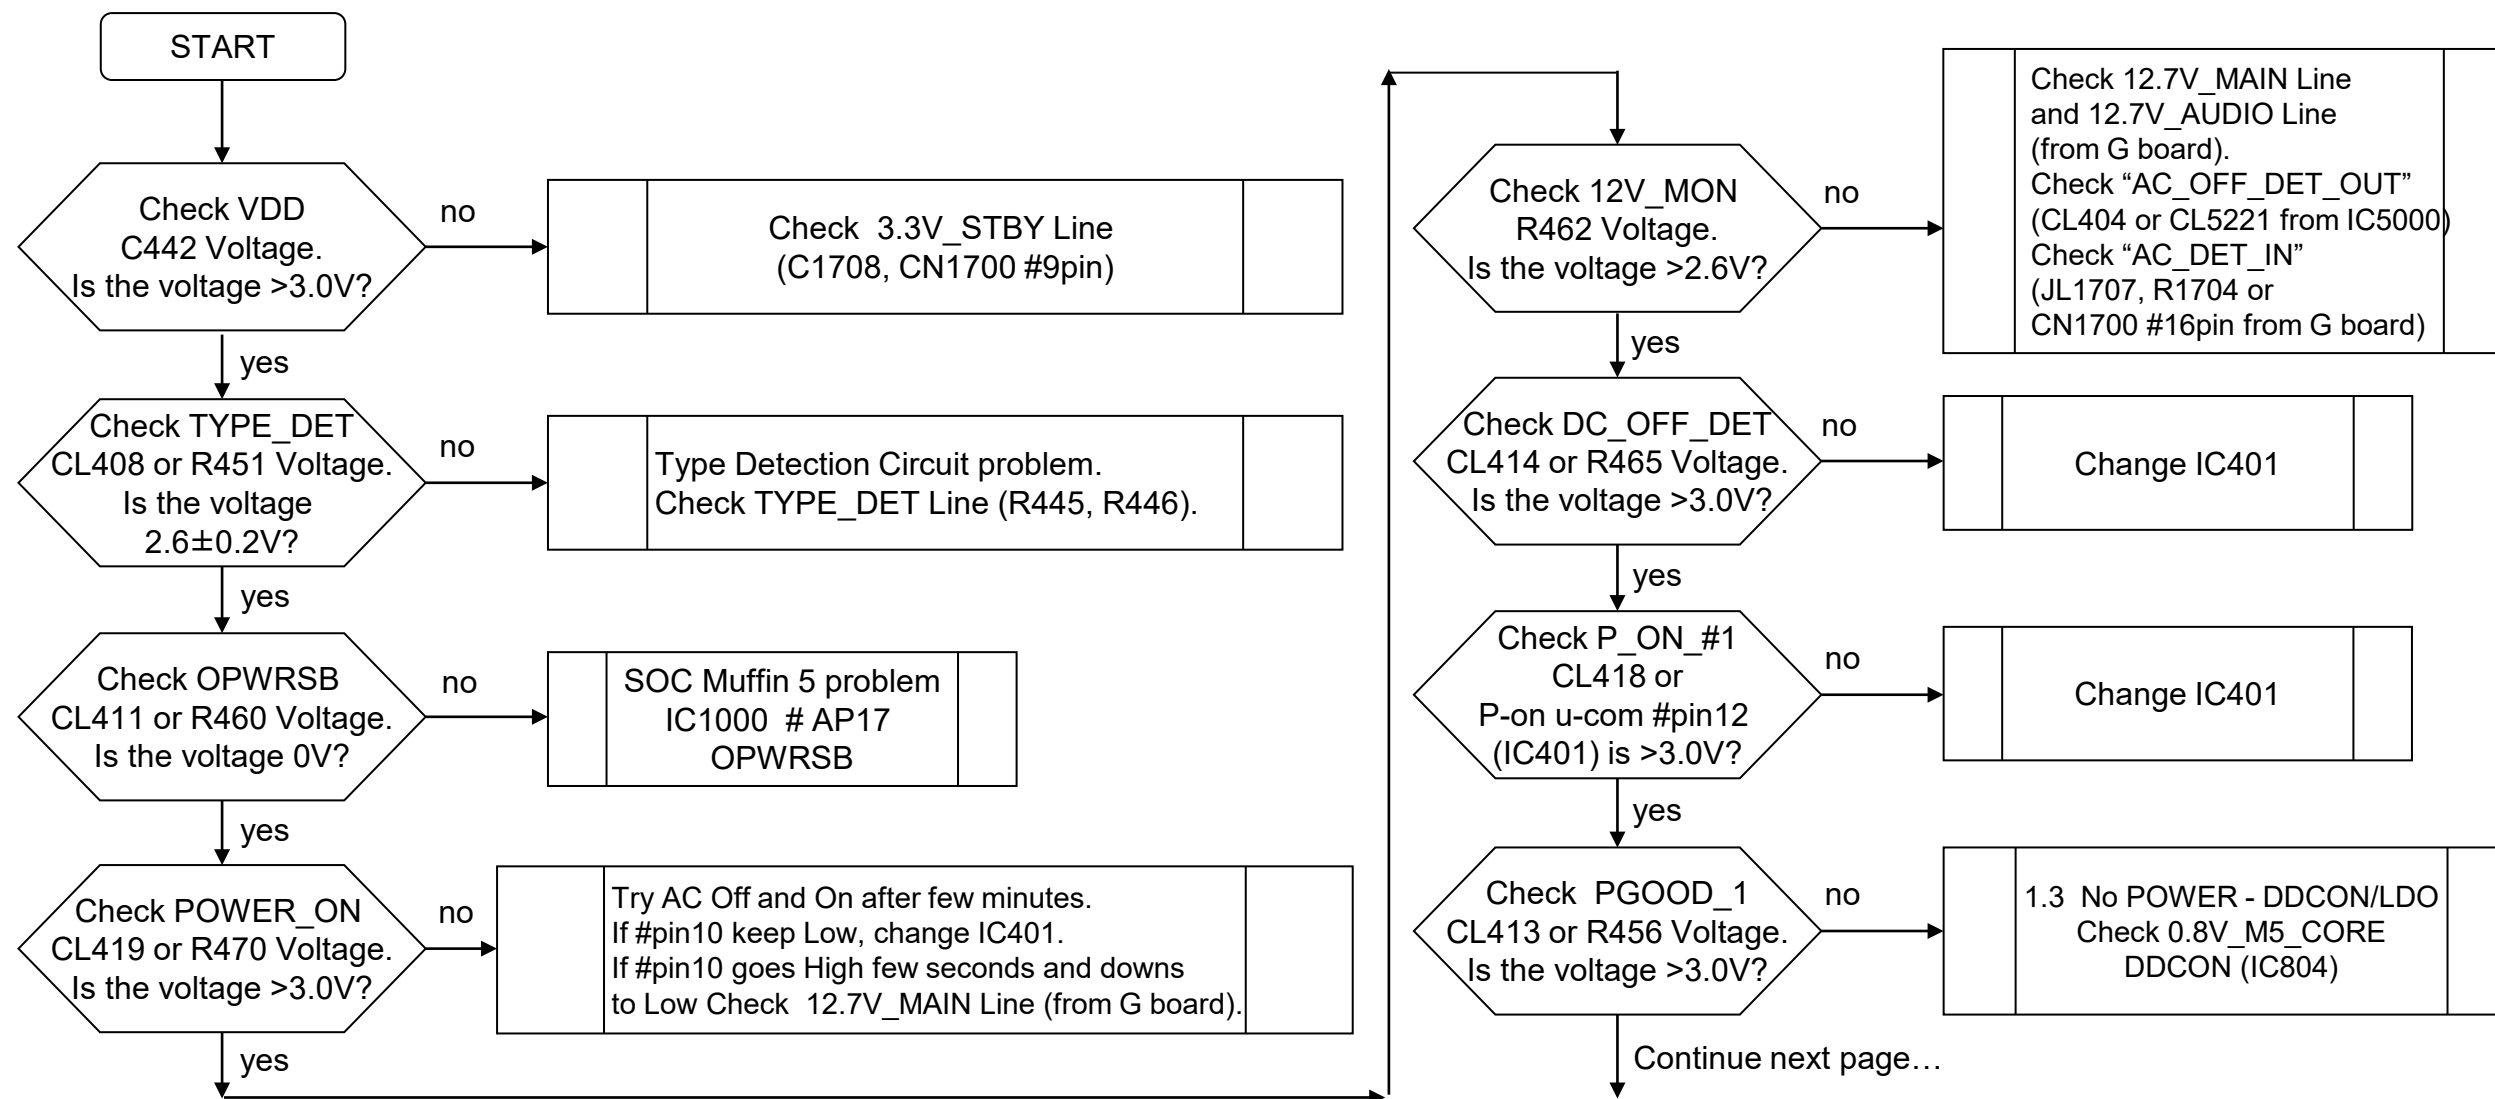 START
Check VDD
C442 Voltage.
Is the voltage >3.0V?
no
Check 3.3V_STBY Line
(C1708, CN1700 #9pin)
yes
Check TYPE_DET
CL408 or R451 Voltage.
Is the voltage
2.6±0.2V?
no
Type Detection Circuit problem.
Check TYPE_DET Line (R445, R446).
yes
Check OPWRSB
CL411 or R460 Voltage.
Is the voltage 0V?
no
SOC Muffin 5 problem
IC1000 # AP17
OPWRSB
yes
Check POWER_ON
CL419 or R470 Voltage.
Is the voltage >3.0V?
no
Try AC Off and On after few minutes.
If #pin10 keep Low, change IC401.
If #pin10 goes High few seconds and downs
to Low Check 12.7V_MAIN Line (from G board).
yes
Check 12V_MON
R462 Voltage.
Is the voltage >2.6V?
no
Check 12.7V_MAIN Line
and 12.7V_AUDIO Line
(from G board).
Check “AC_OFF_DET_OUT”
(CL404 or CL5221 from IC5000)
Check “AC_DET_IN”
(JL1707, R1704 or
CN1700 #16pin from G board)
yes
Check DC_OFF_DET
CL414 or R465 Voltage.
Is the voltage >3.0V?
no
Change IC401
yes
Check P_ON_#1
CL418 or
P-on u-com #pin12
(IC401) is >3.0V?
no
Change IC401
yes
Check PGOOD_1
CL413 or R456 Voltage.
Is the voltage >3.0V?
no
1.3 No POWER - DDCON/LDO
Check 0.8V_M5_CORE
DDCON (IC804)
Continue next page…